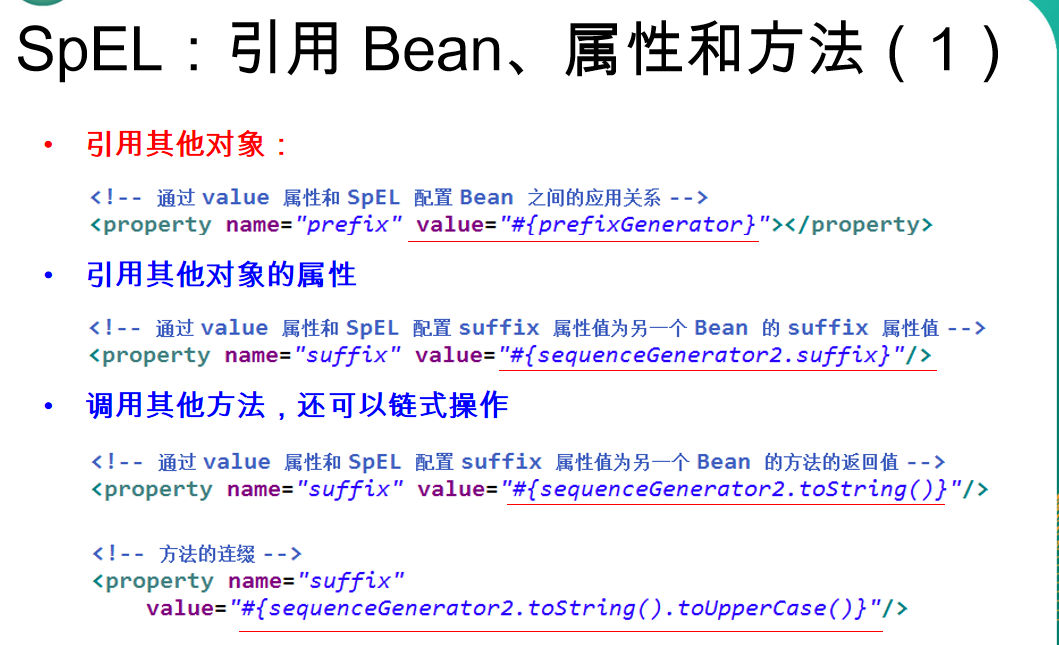 SpEL：引用 Bean、属性和方法（1）
• 引用其他对象：
<!-- 通过 value 属性和 SpEL 配置 Bean 之间的应用关系 -->
<property name="prefix" value="#{prefixGenerator}"></property>
• 引用其他对象的属性
<!-- 通过 value 属性和 SpEL 配置 suffix 属性值为另一个 Bean 的 suffix 属性值 -->
<property name="suffix" value="#{sequenceGenerator2.suffix}"/>
• 调用其他方法，还可以链式操作
<!-- 通过 value 属性和 SpEL 配置 suffix 属性值为另一个 Bean 的方法的返回值 -->
<property name="suffix" value="#{sequenceGenerator2.toString()}"/>
<!-- 方法的连缀 -->
<property name="suffix"
value="#{sequenceGenerator2.toString().toUpperCase()}"/>